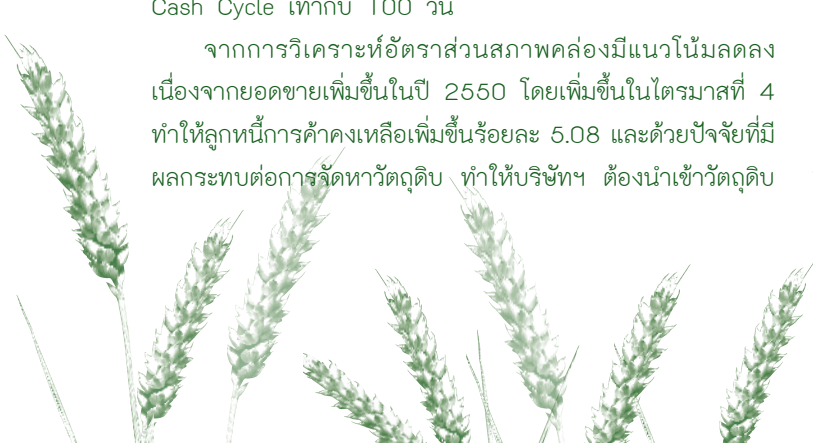 Cash Cycle เท่ากับ 100 วัน
จากการวิเคราะห์อัตราส่วนสภาพคล่องมีแนวโน้มลดลง
เนื่องจากยอดขายเพิ่มขึ้นในปี 2550 โดยเพิ่มขึ้นในไตรมาสที่ 4
ทำให้ลูกหนี้การค้าคงเหลือเพิ่มขึ้นร้อยละ 5.08 และด้วยปัจจัยที่มี
ผลกระทบต่อการจัดหาวัตถุดิบ ทำให้บริษัทฯ ต้องนำเข้าวัตถุดิบ